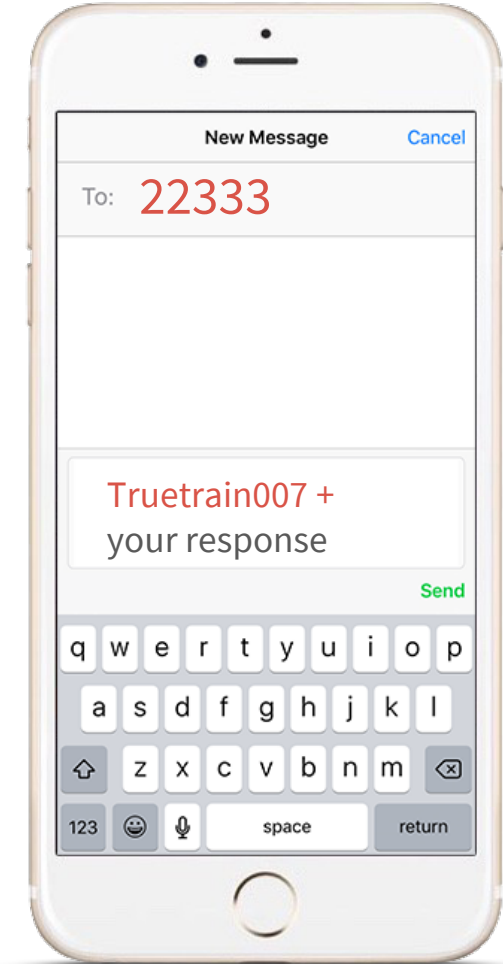 New Message Cancel
To: 22333
Truetrain007 +
your response
Send
q w e r t y u i o p
a s d f g h j k l
z x c v b n m
123 space return